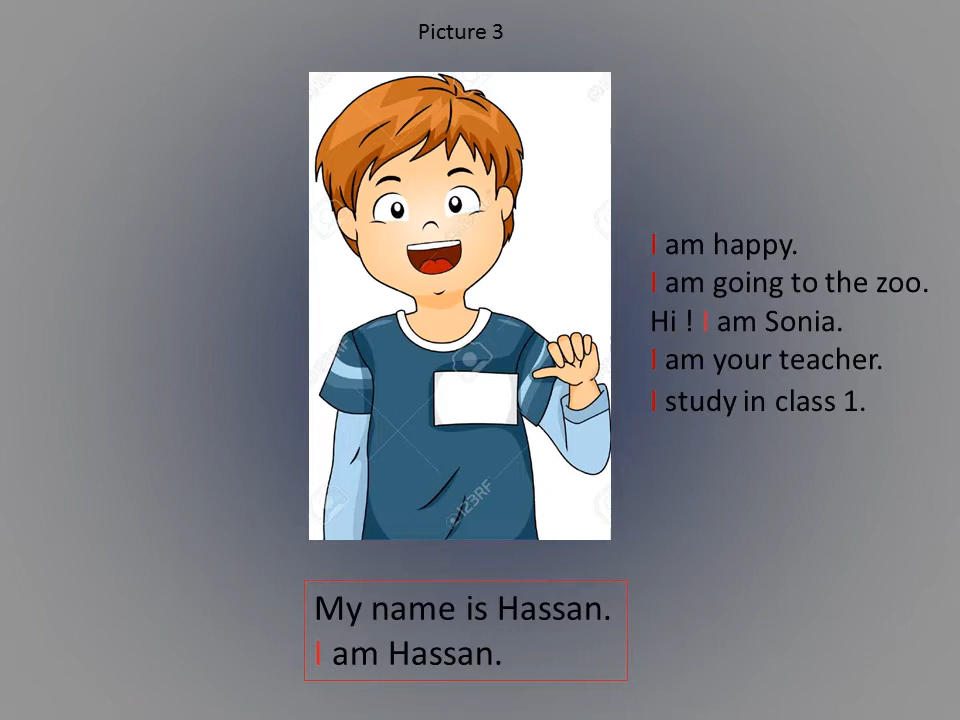 Picture 3
I am happy.
I am going to the zoo.
Hi ! I am Sonia.
I am your teacher.
I study in class 1.
123RF
My name is Hassan.
I am Hassan.